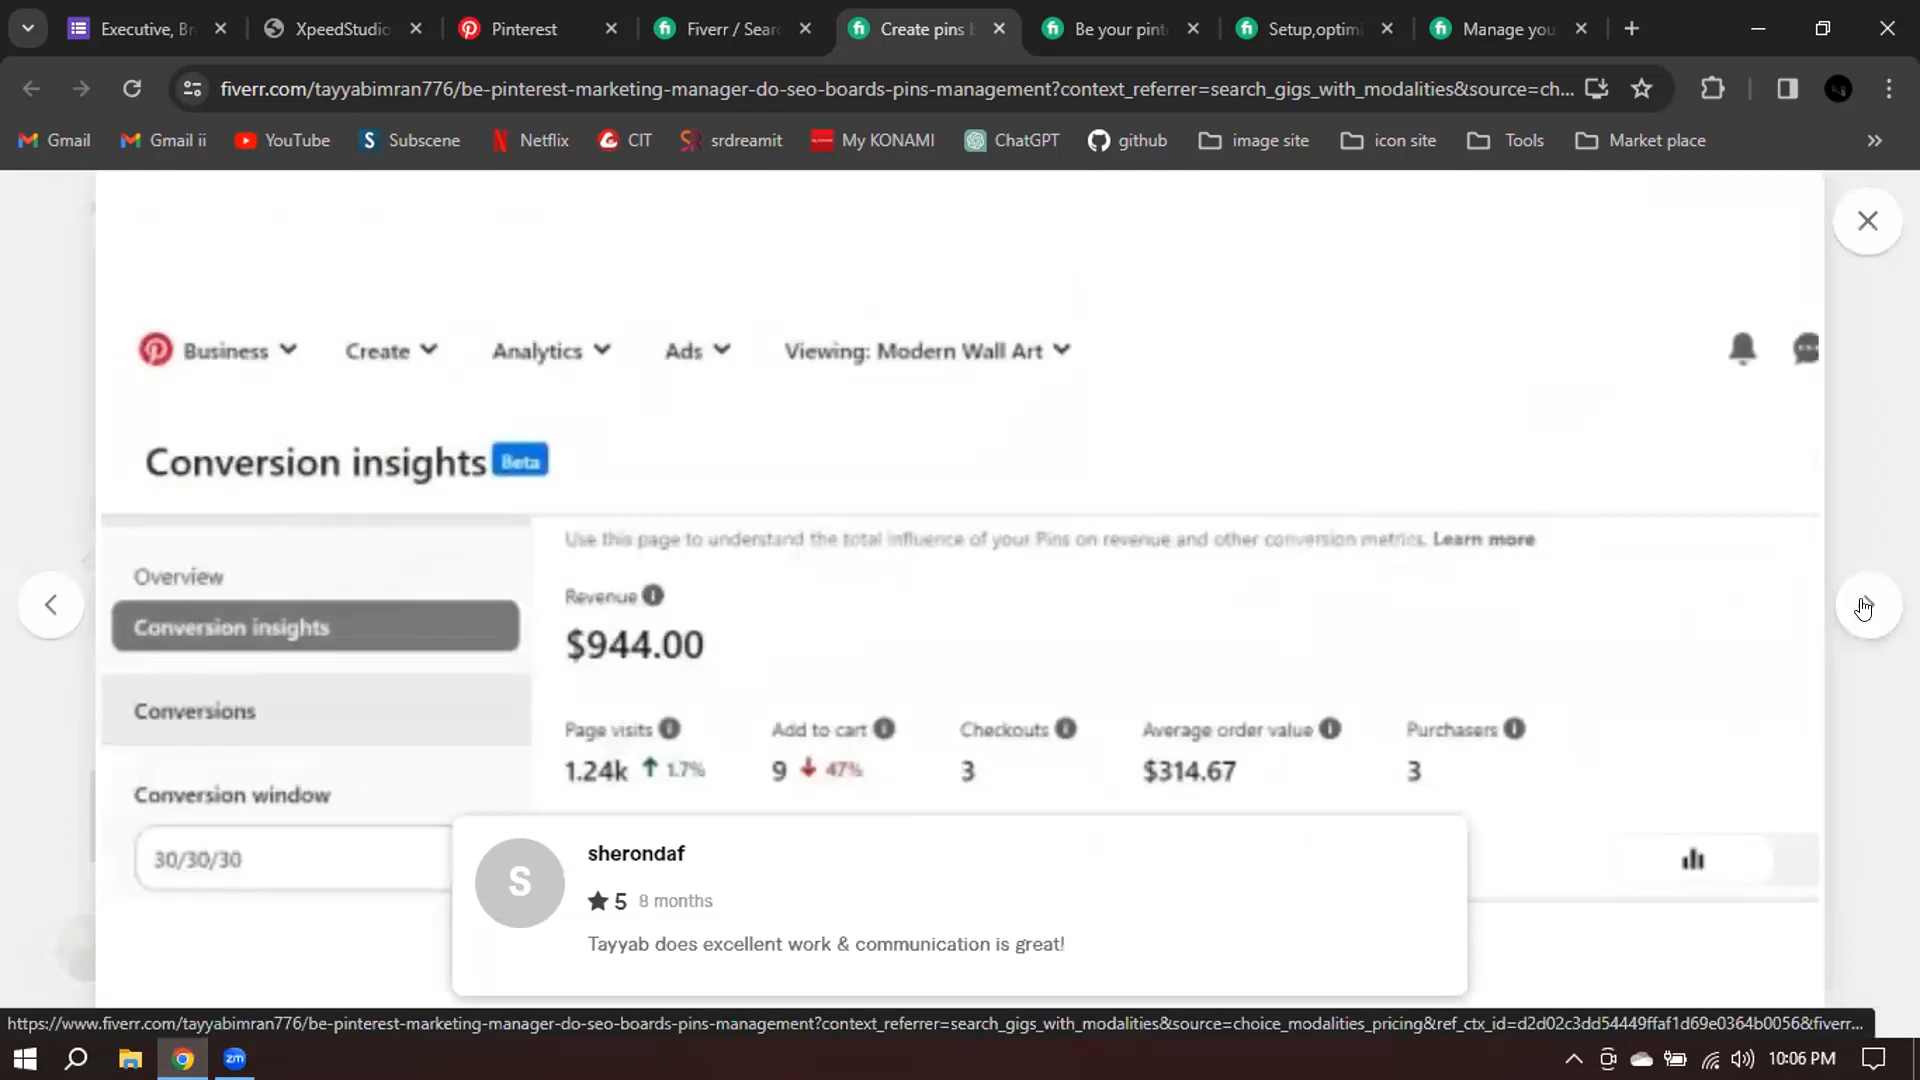 Executive, Br
XpeedStudio
Pinterest
Fiverr / Sear
Create pins b
Be your pint
Setup,optimi
Manage you
fiverr.com/tayyabimran776/be-pinterest-marketing-manager-do-seo-boards-pins-management?context_referrer=search_gigs_with_modalities&source=ch...
Gmail
Gmail ii
YouTube
Subscene
Netflix
CIT
srdreamit
My KONAMI
ChatGPT
github
image site
icon site
Tools
Market place
Business
Create
Analytics
Ads
Viewing: Modern Wall Art
Conversion insights Beta
Use this page to understand the total influence of your Pins on revenue and other conversion metrics. Learn more
Overview
Conversion insights
Conversions
Conversion window
30/30/30
Revenue
$944.00
Page visits
1.24k 1.7%
Add to cart
9 47%
Checkouts
3
Average order value
$314.67
Purchasers
3
S
sherondaf
5 8 months
Tayyab does excellent work & communication is great!
https://www.fiverr.com/tayyabimran776/be-pinterest-marketing-manager-do-seo-boards-pins-management?context_referrer=search_gigs_with_modalities&source=choice_modalities_pricing&ref_ctx_id=d2d02c3dd54449ffaf1d69e0364b0056&fiverr...
zm
10:06 PM